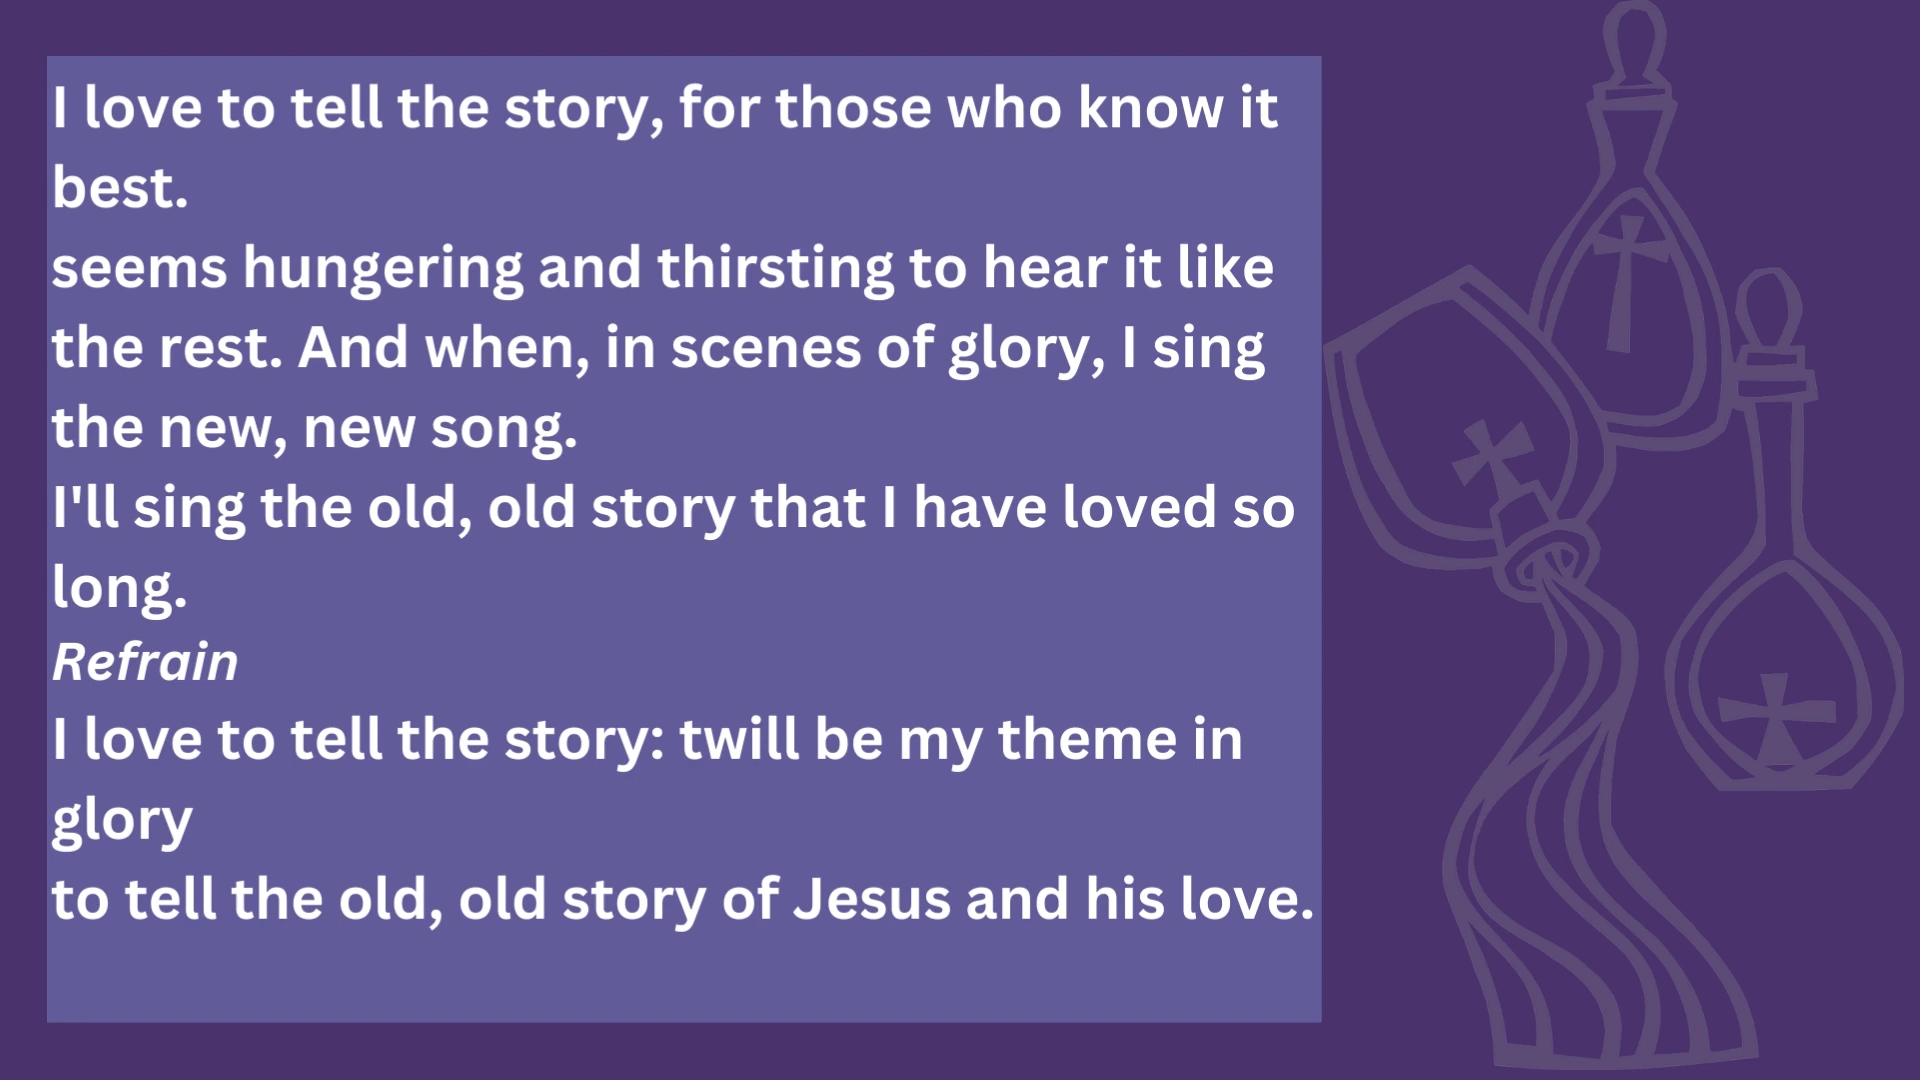 I love to tell the story, for those who know it
best.
seems hungering and thirsting to hear it like
the rest. And when, in scenes of glory, I sing
the new, new song.
I'll sing the old, old story that I have loved so
long.
Refrain
I love to tell the story: twill be my theme in
glory
to tell the old, old story of Jesus and his love.